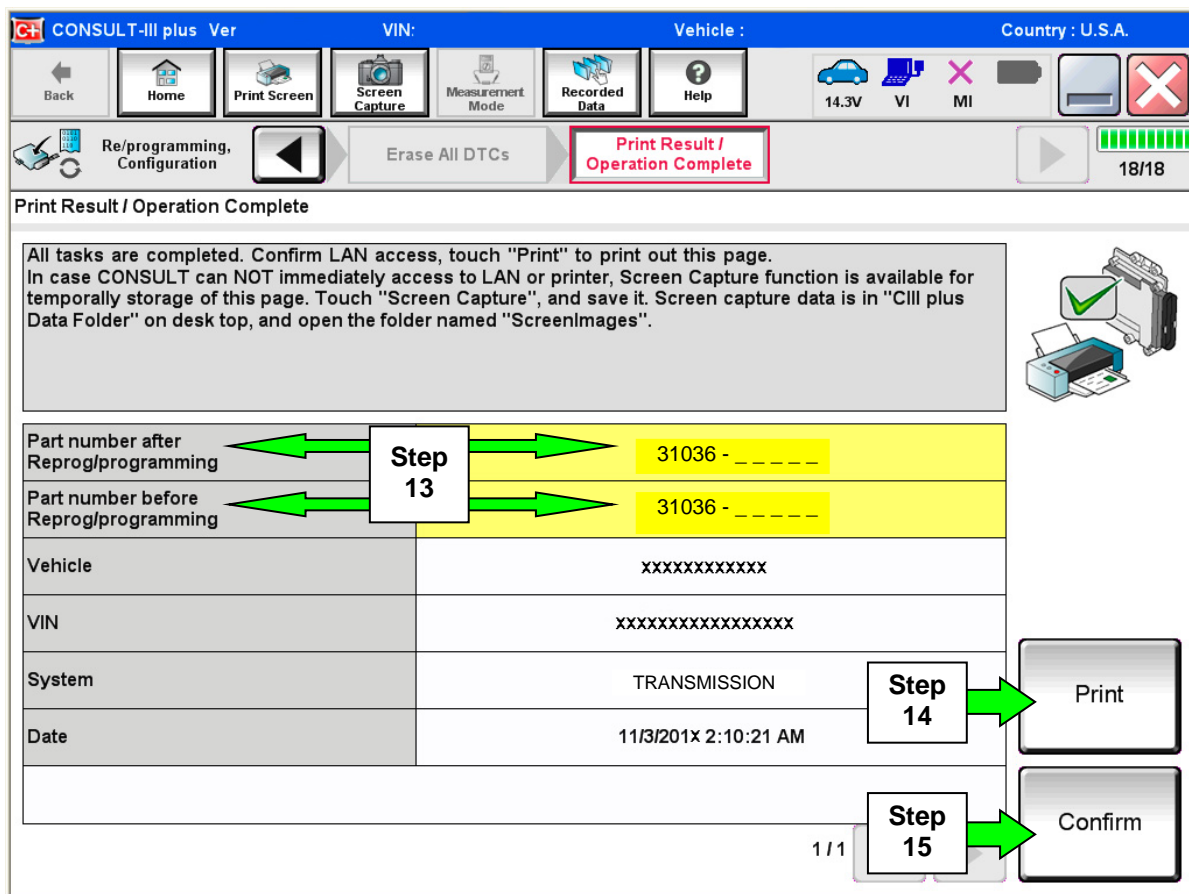 C+ CONSULT-III plus Ver VIN: Vehicle : Country : U.S.A.
Back
Home
Print Screen
Screen
Capture
Measurement
Mode
Recorded
Data
Help
14.3V
VI
MI
Re/programming,
Configuration
Erase All DTCs
Print Result /
Operation Complete
18/18
Print Result / Operation Complete
All tasks are completed. Confirm LAN access, touch "Print" to print out this page.
In case CONSULT can NOT immediately access to LAN or printer, Screen Capture function is available for
temporally storage of this page. Touch "Screen Capture", and save it. Screen capture data is in "CIII plus
Data Folder" on desk top, and open the folder named "ScreenImages".
Part number after
Reprog/programming
31036 - _ _ _ _ _
Step
13
Part number before
Reprog/programming
31036 - _ _ _ _ _
Vehicle
xxxxxxxxxxxx
VIN
xxxxxxxxxxxxxxxxx
System
TRANSMISSION
Step
14
Print
Date
11/3/201X 2:10:21 AM
Step
15
Confirm
1 / 1